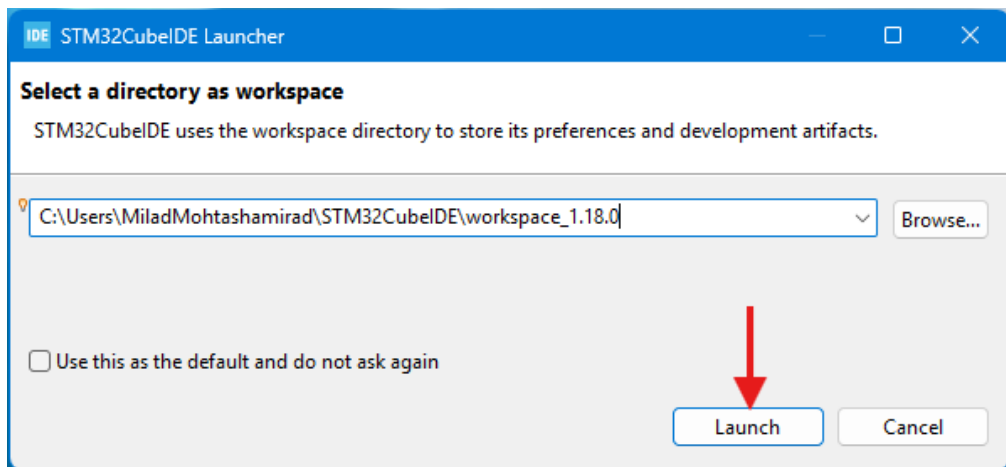 IDE STM32CubeIDE Launcher
Select a directory as workspace
STM32CubeIDE uses the workspace directory to store its preferences and development artifacts.
C:\Users\MiladMohtashamirad\STM32CubeIDE\workspace_1.18.0
Browse...
Use this as the default and do not ask again
Launch
Cancel